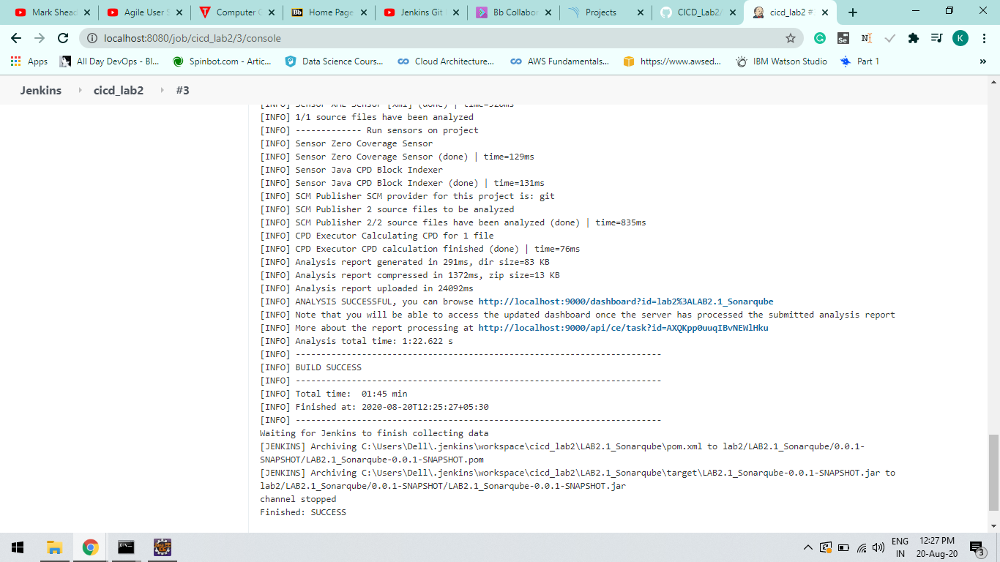 Mark Shead
Agile User S
Computer G
Home Page
Jenkins Git
Bb Collabor
Projects
CICD_Lab2/
cicd_lab2 #
localhost:8080/job/cicd_lab2/3/console
Apps
All Day DevOps - Bl...
Spinbot.com - Artic...
Data Science Cours...
Cloud Architecture...
AWS Fundamentals...
https://www.awsed...
IBM Watson Studio
Part 1
»
Jenkins
cicd_lab2
#3
[INFO] Sensor XML Sensor [xml] (done) | time=920ms
[INFO] 1/1 source files have been analyzed
[INFO] ------------- Run sensors on project
[INFO] Sensor Zero Coverage Sensor
[INFO] Sensor Zero Coverage Sensor (done) | time=129ms
[INFO] Sensor Java CPD Block Indexer
[INFO] Sensor Java CPD Block Indexer (done) | time=131ms
[INFO] SCM Publisher SCM provider for this project is: git
[INFO] SCM Publisher 2 source files to be analyzed
[INFO] SCM Publisher 2/2 source files have been analyzed (done) | time=835ms
[INFO] CPD Executor Calculating CPD for 1 file
[INFO] CPD Executor CPD calculation finished (done) | time=76ms
[INFO] Analysis report generated in 291ms, dir size=83 KB
[INFO] Analysis report compressed in 1372ms, zip size=13 KB
[INFO] Analysis report uploaded in 24092ms
[INFO] ANALYSIS SUCCESSFUL, you can browse http://localhost:9000/dashboard?id=lab2%3ALAB2.1_Sonarqube
[INFO] Note that you will be able to access the updated dashboard once the server has processed the submitted analysis report
[INFO] More about the report processing at http://localhost:9000/api/ce/task?id=AXQKpp0uuqIBvNEWlHku
[INFO] Analysis total time: 1:22.622 s
[INFO] ------------------------------------------------------------------------
[INFO] BUILD SUCCESS
[INFO] ------------------------------------------------------------------------
[INFO] Total time:  01:45 min
[INFO] Finished at: 2020-08-20T12:25:27+05:30
[INFO] ------------------------------------------------------------------------
Waiting for Jenkins to finish collecting data
[JENKINS] Archiving C:\Users\Dell\.jenkins\workspace\cicd_lab2\LAB2.1_Sonarqube\pom.xml to lab2/LAB2.1_Sonarqube/0.0.1-
SNAPSHOT/LAB2.1_Sonarqube-0.0.1-SNAPSHOT.pom
[JENKINS] Archiving C:\Users\Dell\.jenkins\workspace\cicd_lab2\LAB2.1_Sonarqube\target\LAB2.1_Sonarqube-0.0.1-SNAPSHOT.jar to
lab2/LAB2.1_Sonarqube/0.0.1-SNAPSHOT/LAB2.1_Sonarqube-0.0.1-SNAPSHOT.jar
channel stopped
Finished: SUCCESS
ENG
IN
12:27 PM
20-Aug-20
3